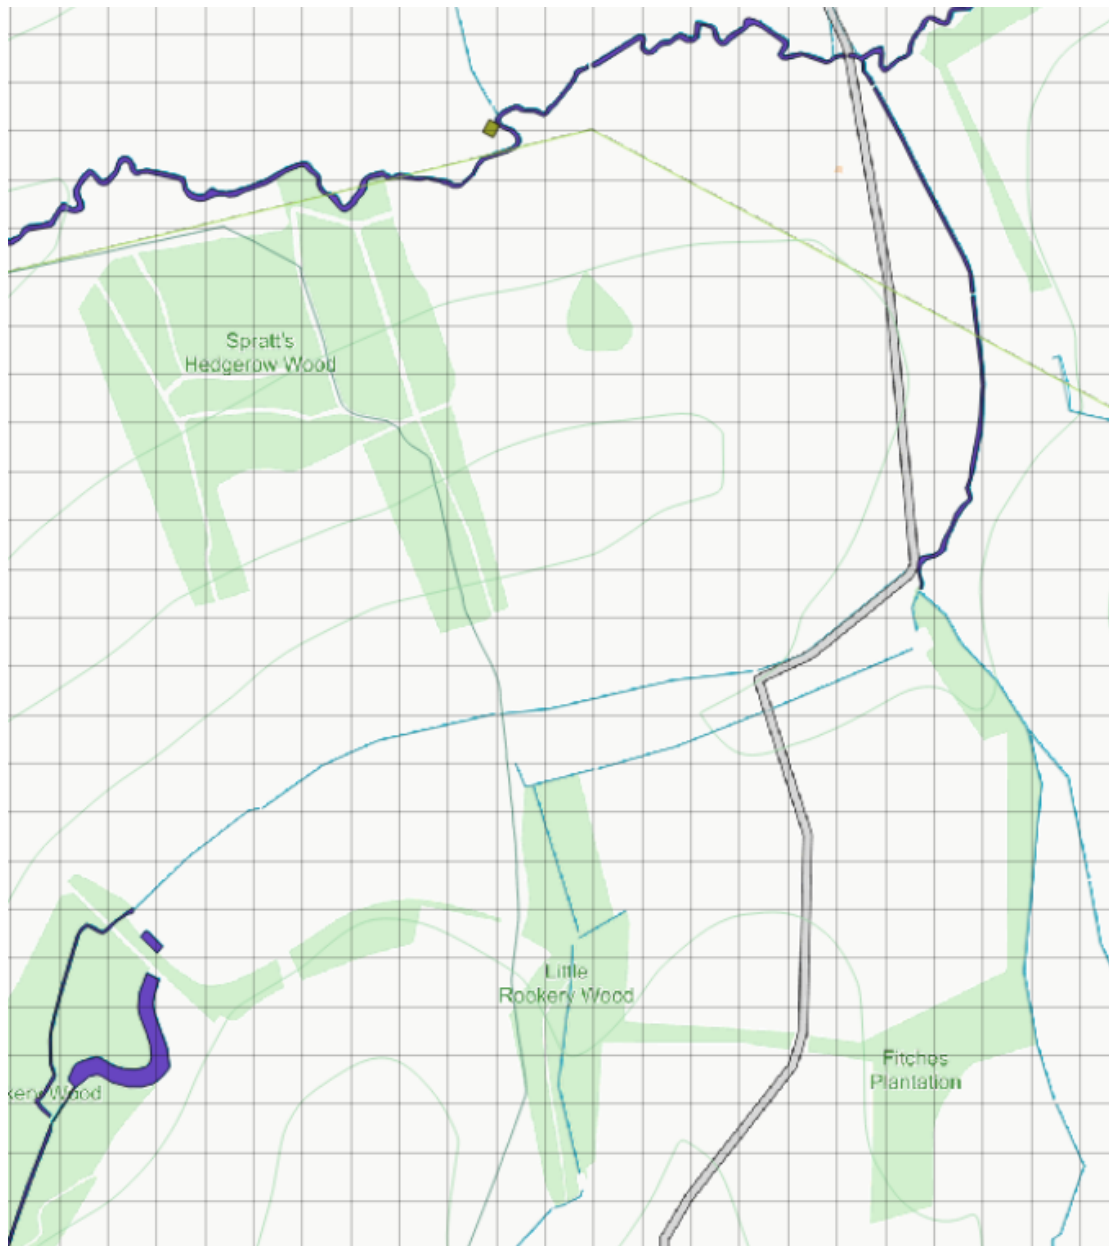 Spratt's
Hedgerow Wood
Little
Rookery Wood
Fitches
Plantation
Wood